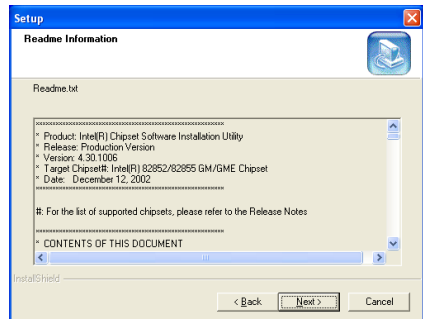 Setup
Readme Information
Readme.txt
************************************************************
* Product: Intel(R) Chipset Software Installation Utility
* Release: Production Version
* Version: 4.30.1006
* Target Chipset#: Intel(R) 82852/82855 GM/GME Chipset
* Date: December 12, 2002
************************************************************
#: For the list of supported chipsets, please refer to the Release Notes
************************************************************
* CONTENTS OF THIS DOCUMENT
InstallShield
< Back
Next >
Cancel